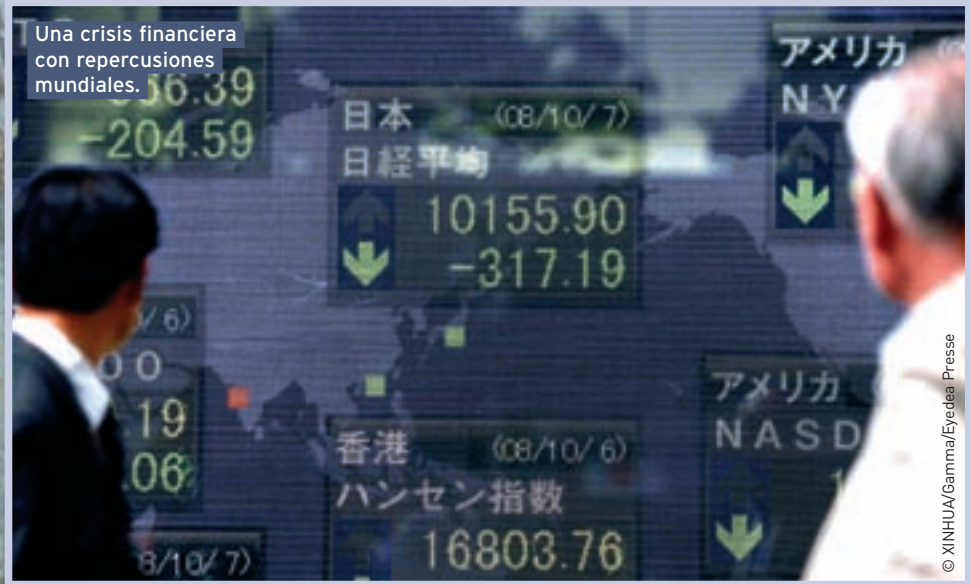 Una crisis financiera
con repercusiones
mundiales.
36.39
-204.59
日本 (08/10/7)
日経平均
10155.90
-317.19
アメリカ
NY
/6)
00
.19
.06
8/10/7)
香港 (08/10/6)
ハンセン指数
16803.76
アメリカ
NASD
© XINHUA/Gamma/Eyedea Presse